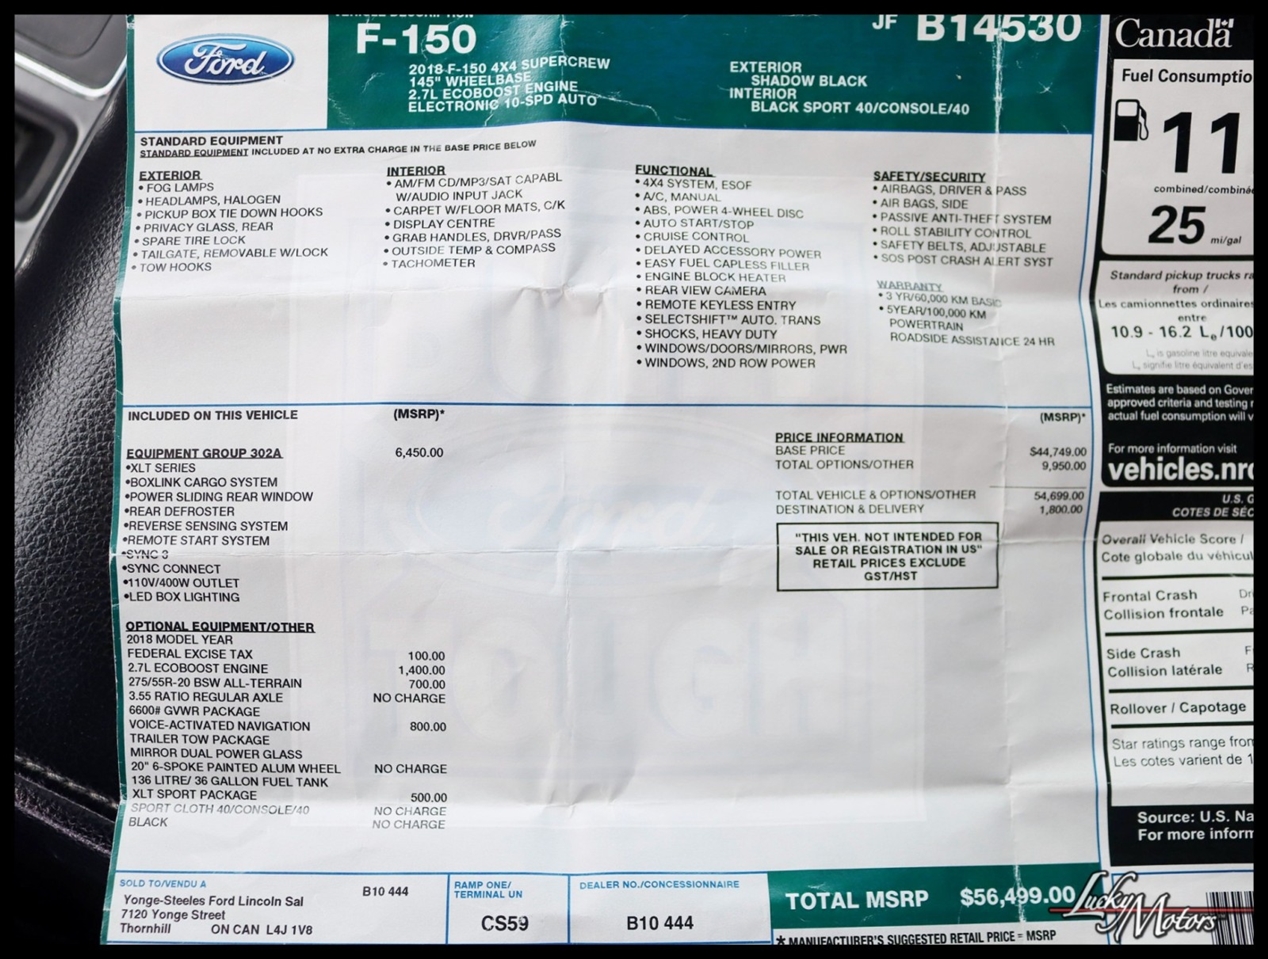 Ford
F-150
JF B14530
2018 F-150 4X4 SUPERCREW
145" WHEELBASE
2.7L ECOBOOST ENGINE
ELECTRONIC 10-SPD AUTO
EXTERIOR
SHADOW BLACK
INTERIOR
BLACK SPORT 40/CONSOLE/40
STANDARD EQUIPMENT
STANDARD EQUIPMENT INCLUDED AT NO EXTRA CHARGE IN THE BASE PRICE BELOW
EXTERIOR
• FOG LAMPS
• HEADLAMPS, HALOGEN
• PICKUP BOX TIE DOWN HOOKS
• PRIVACY GLASS, REAR
• SPARE TIRE LOCK
• TAILGATE, REMOVABLE W/LOCK
• TOW HOOKS
INTERIOR
• AM/FM CD/MP3/SAT CAPABL
W/AUDIO INPUT JACK
• CARPET W/FLOOR MATS, C/K
• DISPLAY CENTRE
• GRAB HANDLES, DRVR/PASS
• OUTSIDE TEMP & COMPASS
• TACHOMETER
FUNCTIONAL
• 4X4 SYSTEM, ESOF
• A/C, MANUAL
• ABS, POWER 4-WHEEL DISC
• AUTO START/STOP
• CRUISE CONTROL
• DELAYED ACCESSORY POWER
• EASY FUEL CAPLESS FILLER
• ENGINE BLOCK HEATER
• REAR VIEW CAMERA
• REMOTE KEYLESS ENTRY
• SELECTSHIFT™ AUTO. TRANS
• SHOCKS, HEAVY DUTY
• WINDOWS/DOORS/MIRRORS, PWR
• WINDOWS, 2ND ROW POWER
SAFETY/SECURITY
• AIRBAGS, DRIVER & PASS
• AIR BAGS, SIDE
• PASSIVE ANTI-THEFT SYSTEM
• ROLL STABILITY CONTROL
• SAFETY BELTS, ADJUSTABLE
• SOS POST CRASH ALERT SYST
WARRANTY
• 3 YR/60,000 KM BASIC
• 5YEAR/100,000 KM
POWERTRAIN
ROADSIDE ASSISTANCE 24 HR
INCLUDED ON THIS VEHICLE (MSRP)*
EQUIPMENT GROUP 302A 6,450.00
•XLT SERIES
•BOXLINK CARGO SYSTEM
•POWER SLIDING REAR WINDOW
•REAR DEFROSTER
•REVERSE SENSING SYSTEM
•REMOTE START SYSTEM
•SYNC 3
•SYNC CONNECT
•110V/400W OUTLET
•LED BOX LIGHTING
OPTIONAL EQUIPMENT/OTHER
2018 MODEL YEAR
FEDERAL EXCISE TAX 100.00
2.7L ECOBOOST ENGINE 1,400.00
275/55R-20 BSW ALL-TERRAIN 700.00
3.55 RATIO REGULAR AXLE NO CHARGE
6600# GVWR PACKAGE
VOICE-ACTIVATED NAVIGATION 800.00
TRAILER TOW PACKAGE
MIRROR DUAL POWER GLASS
20" 6-SPOKE PAINTED ALUM WHEEL NO CHARGE
136 LITRE/ 36 GALLON FUEL TANK
XLT SPORT PACKAGE 500.00
SPORT CLOTH 40/CONSOLE/40 NO CHARGE
BLACK NO CHARGE
(MSRP)*
PRICE INFORMATION
BASE PRICE $44,749.00
TOTAL OPTIONS/OTHER 9,950.00
TOTAL VEHICLE & OPTIONS/OTHER 54,699.00
DESTINATION & DELIVERY 1,800.00
"THIS VEH. NOT INTENDED FOR
SALE OR REGISTRATION IN US"
RETAIL PRICES EXCLUDE
GST/HST
SOLD TO/VENDU A
B10 444
Yonge-Steeles Ford Lincoln Sal
7120 Yonge Street
Thornhill ON CAN L4J 1V8
RAMP ONE/
TERMINAL UN
CS59
DEALER NO./CONCESSIONNAIRE
B10 444
TOTAL MSRP $56,499.00
* MANUFACTURER'S SUGGESTED RETAIL PRICE = MSRP
Canada
Fuel Consumptio
11
combined/combiné
25 mi/gal
Standard pickup trucks ra
from /
Les camionnettes ordinaires
entre
10.9 - 16.2 Le/100
Le is gasoline litre equivale
Le signifie litre équivalent d'es
Estimates are based on Gover
approved criteria and testing
actual fuel consumption will v
For more information visit
vehicles.nrc
U.S. G
COTES DE SÉC
Overall Vehicle Score /
Cote globale du véhicul
Frontal Crash
Collision frontale
Side Crash
Collision latérale
Rollover / Capotage
Star ratings range from
Les cotes varient de 1
Source: U.S. Na
For more inform
Lucky Motors